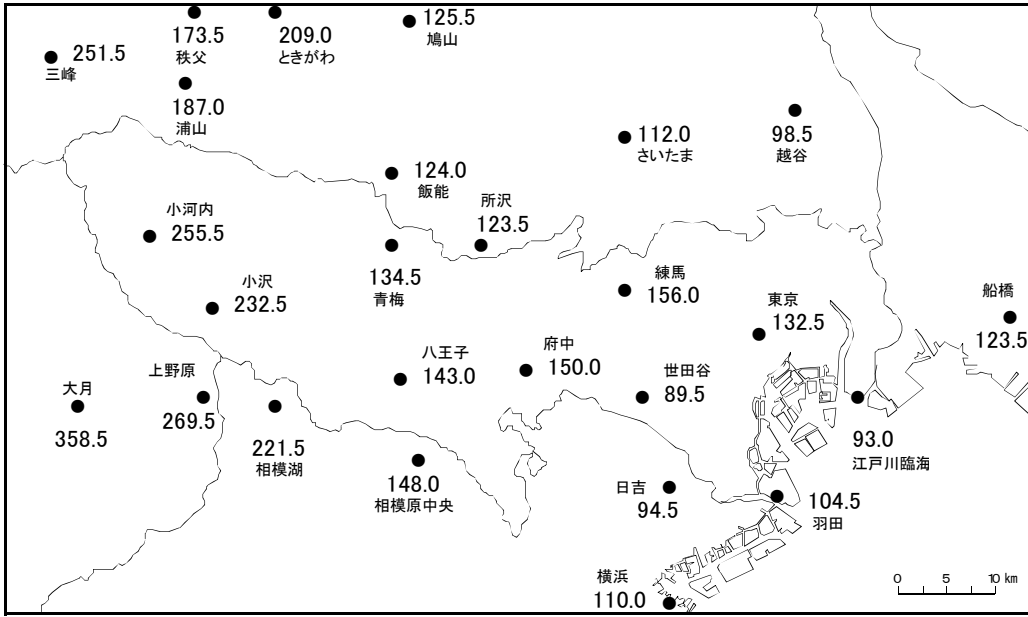 173.5
秩父
209.0
ときがわ
125.5
鳩山
251.5
三峰
187.0
浦山
112.0
さいたま
98.5
越谷
124.0
飯能
所沢
123.5
小河内
255.5
134.5
青梅
小沢
232.5
練馬
156.0
東京
132.5
船橋
123.5
八王子
143.0
府中
150.0
世田谷
89.5
大月
358.5
上野原
269.5
221.5
相模湖
93.0
江戸川臨海
148.0
相模原中央
日吉
94.5
104.5
羽田
横浜
110.0
0 5 10 km